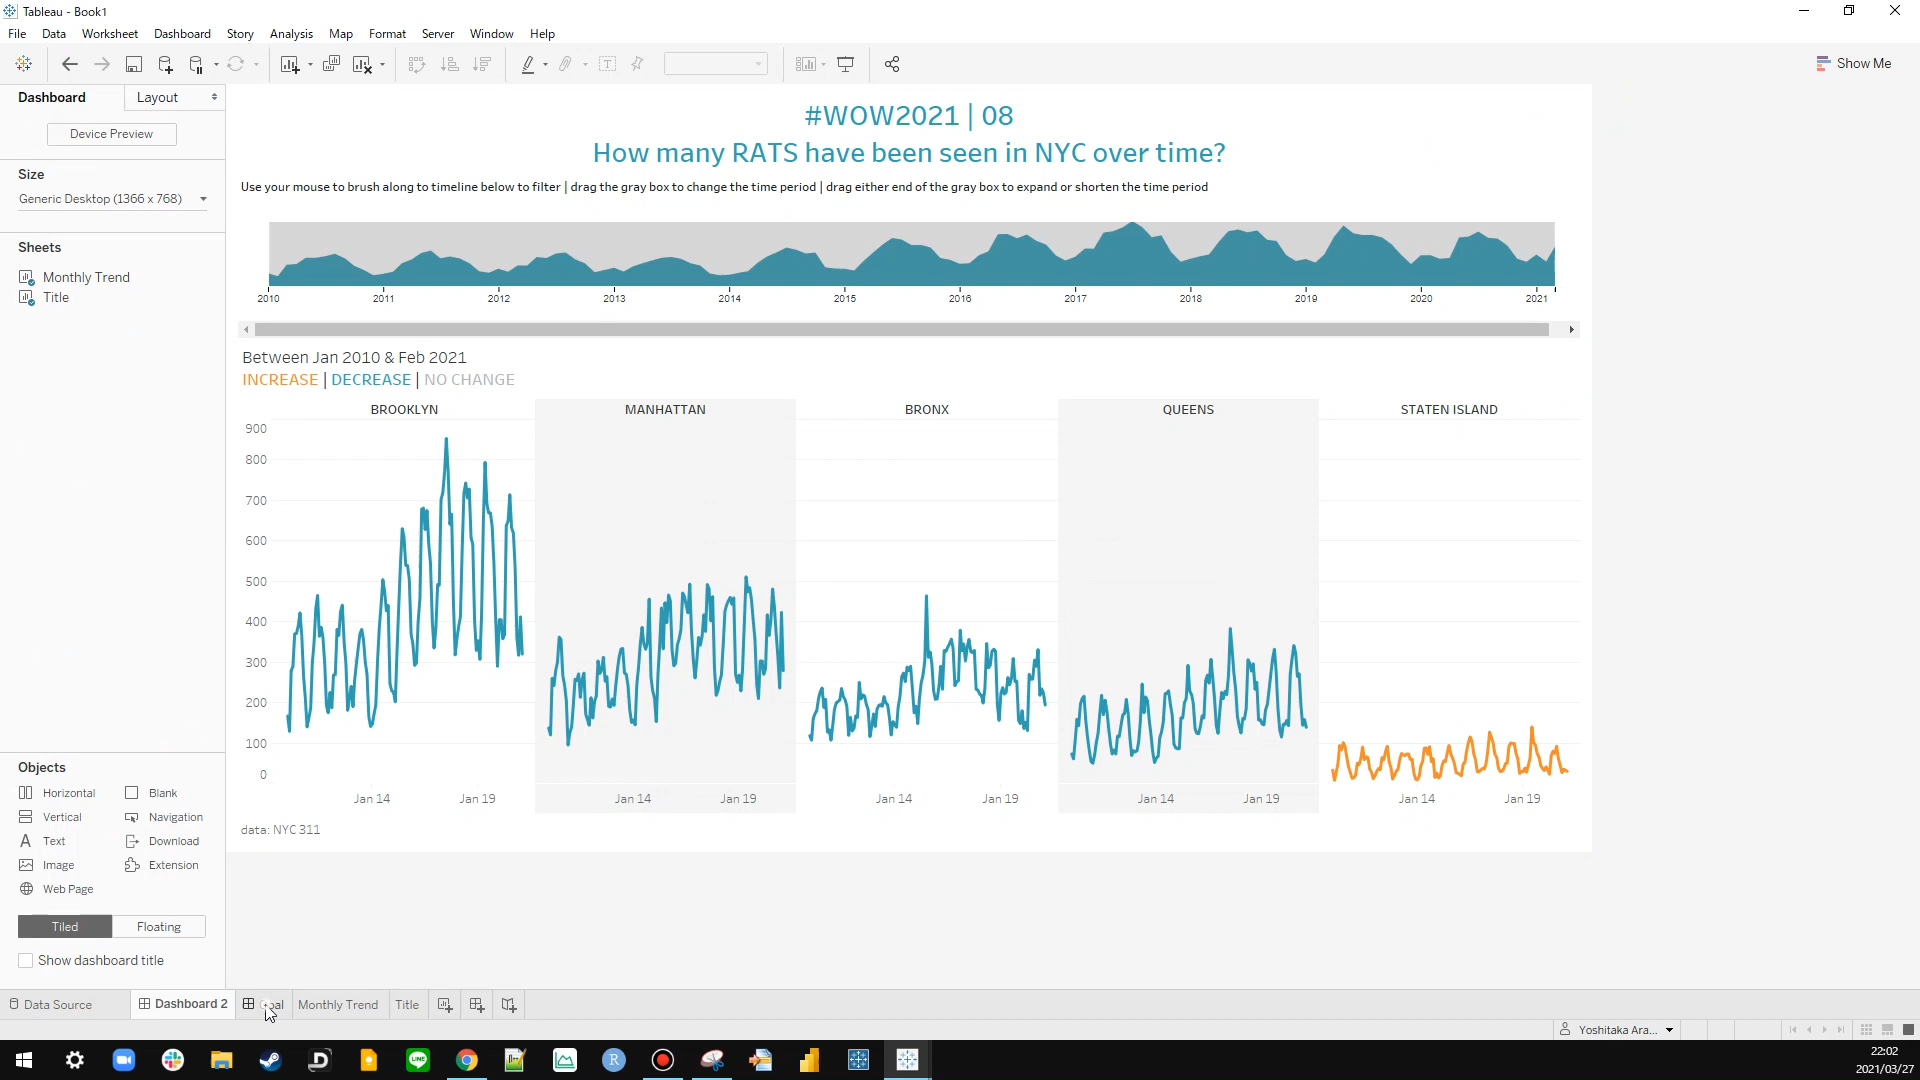 Tableau - Book1
File Data Worksheet Dashboard Story Analysis Map Format Server Window Help
Show Me
Dashboard Layout
Device Preview
Size
Generic Desktop (1366 x 768)
Sheets
Monthly Trend
Title
#WOW2021 | 08
How many RATS have been seen in NYC over time?
Use your mouse to brush along to timeline below to filter | drag the gray box to change the time period | drag either end of the gray box to expand or shorten the time period
2010 2011 2012 2013 2014 2015 2016 2017 2018 2019 2020 2021
Between Jan 2010 & Feb 2021
INCREASE | DECREASE | NO CHANGE
BROOKLYN MANHATTAN BRONX QUEENS STATEN ISLAND
900
800
700
600
500
400
300
200
100
0
Jan 14 Jan 19 Jan 14 Jan 19 Jan 14 Jan 19 Jan 14 Jan 19 Jan 14 Jan 19
data: NYC 311
Objects
Horizontal Blank
Vertical Navigation
Text Download
Image Extension
Web Page
Tiled Floating
Show dashboard title
Data Source Dashboard 2 Monthly Trend Title
Yoshitaka Ara...
22:02
2021/03/27